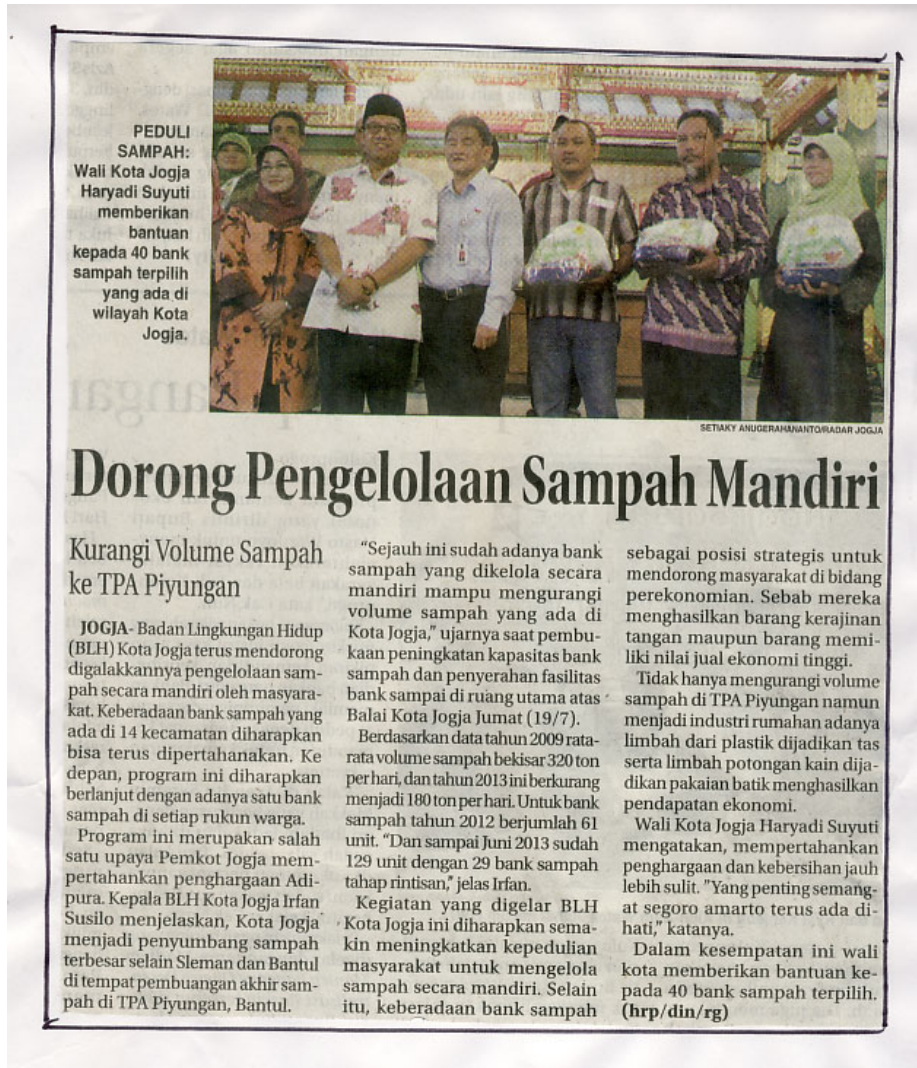 PEDULI
SAMPAH:
Wali Kota Jogja
Haryadi Suyuti
memberikan
bantuan
kepada 40 bank
sampah terpilih
yang ada di
wilayah Kota
Jogja.
SETIAKY ANUGERAHANANTO/RADAR JOGJA
Dorong Pengelolaan Sampah Mandiri
Kurangi Volume Sampah
ke TPA Piyungan
JOGJA- Badan Lingkungan Hidup
(BLH) Kota Jogja terus mendorong
digalakkannya pengelolaan sam-
pah secara mandiri oleh masyara-
kat. Keberadaan bank sampah yang
ada di 14 kecamatan diharapkan
bisa terus dipertahanakan. Ke
depan, program ini diharapkan
berlanjut dengan adanya satu bank
sampah di setiap rukun warga.
Program ini merupakan salah
satu upaya Pemkot Jogja mem-
pertahankan penghargaan Adi-
pura. Kepala BLH Kota Jogja Irfan
Susilo menjelaskan, Kota Jogja
menjadi penyumbang sampah
terbesar selain Sleman dan Bantul
di tempat pembuangan akhir sam-
pah di TPA Piyungan, Bantul.
"Sejauh ini sudah adanya bank
sampah yang dikelola secara
mandiri mampu mengurangi
volume sampah yang ada di
Kota Jogja," ujarnya saat pembu-
kaan peningkatan kapasitas bank
sampah dan penyerahan fasilitas
bank sampai di ruang utama atas
Balai Kota Jogja Jumat (19/7).
Berdasarkan data tahun 2009 rata-
rata volume sampah bekisar 320 ton
per hari, dan tahun 2013 ini berkurang
menjadi 180 ton per hari. Untuk bank
sampah tahun 2012 berjumlah 61
unit. "Dan sampai Juni 2013 sudah
129 unit dengan 29 bank sampah
tahap rintisan," jelas Irfan.
Kegiatan yang digelar BLH
Kota Jogja ini diharapkan sema-
kin meningkatkan kepedulian
masyarakat untuk mengelola
sampah secara mandiri. Selain
itu, keberadaan bank sampah
sebagai posisi strategis untuk
mendorong masyarakat di bidang
perekonomian. Sebab mereka
menghasilkan barang kerajinan
tangan maupun barang memi-
liki nilai jual ekonomi tinggi.
Tidak hanya mengurangi volume
sampah di TPA Piyungan namun
menjadi industri rumahan adanya
limbah dari plastik dijadikan tas
serta limbah potongan kain dija-
dikan pakaian batik menghasilkan
pendapatan ekonomi.
Wali Kota Jogja Haryadi Suyuti
mengatakan, mempertahankan
penghargaan dan kebersihan jauh
lebih sulit. "Yang penting semang-
at segoro amarto terus ada di-
hati," katanya.
Dalam kesempatan ini wali
kota memberikan bantuan ke-
pada 40 bank sampah terpilih.
(hrp/din/rg)